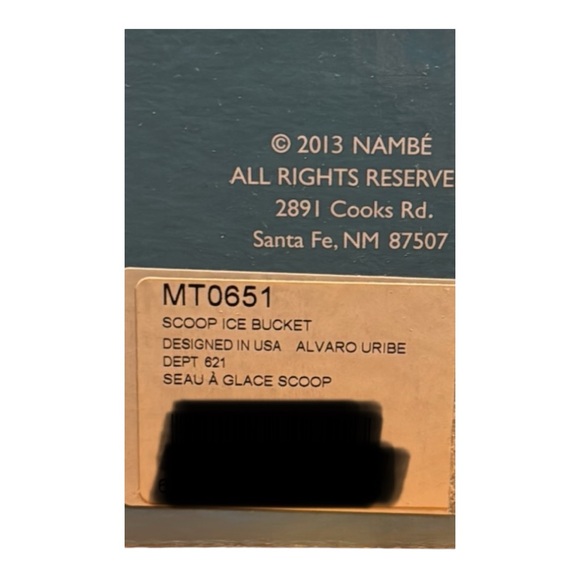 © 2013 NAMBÉ
ALL RIGHTS RESERVE
2891 Cooks Rd.
Santa Fe, NM 87507
MT0651
SCOOP ICE BUCKET
DESIGNED IN USA ALVARO URIBE
DEPT 621
SEAU À GLACE SCOOP